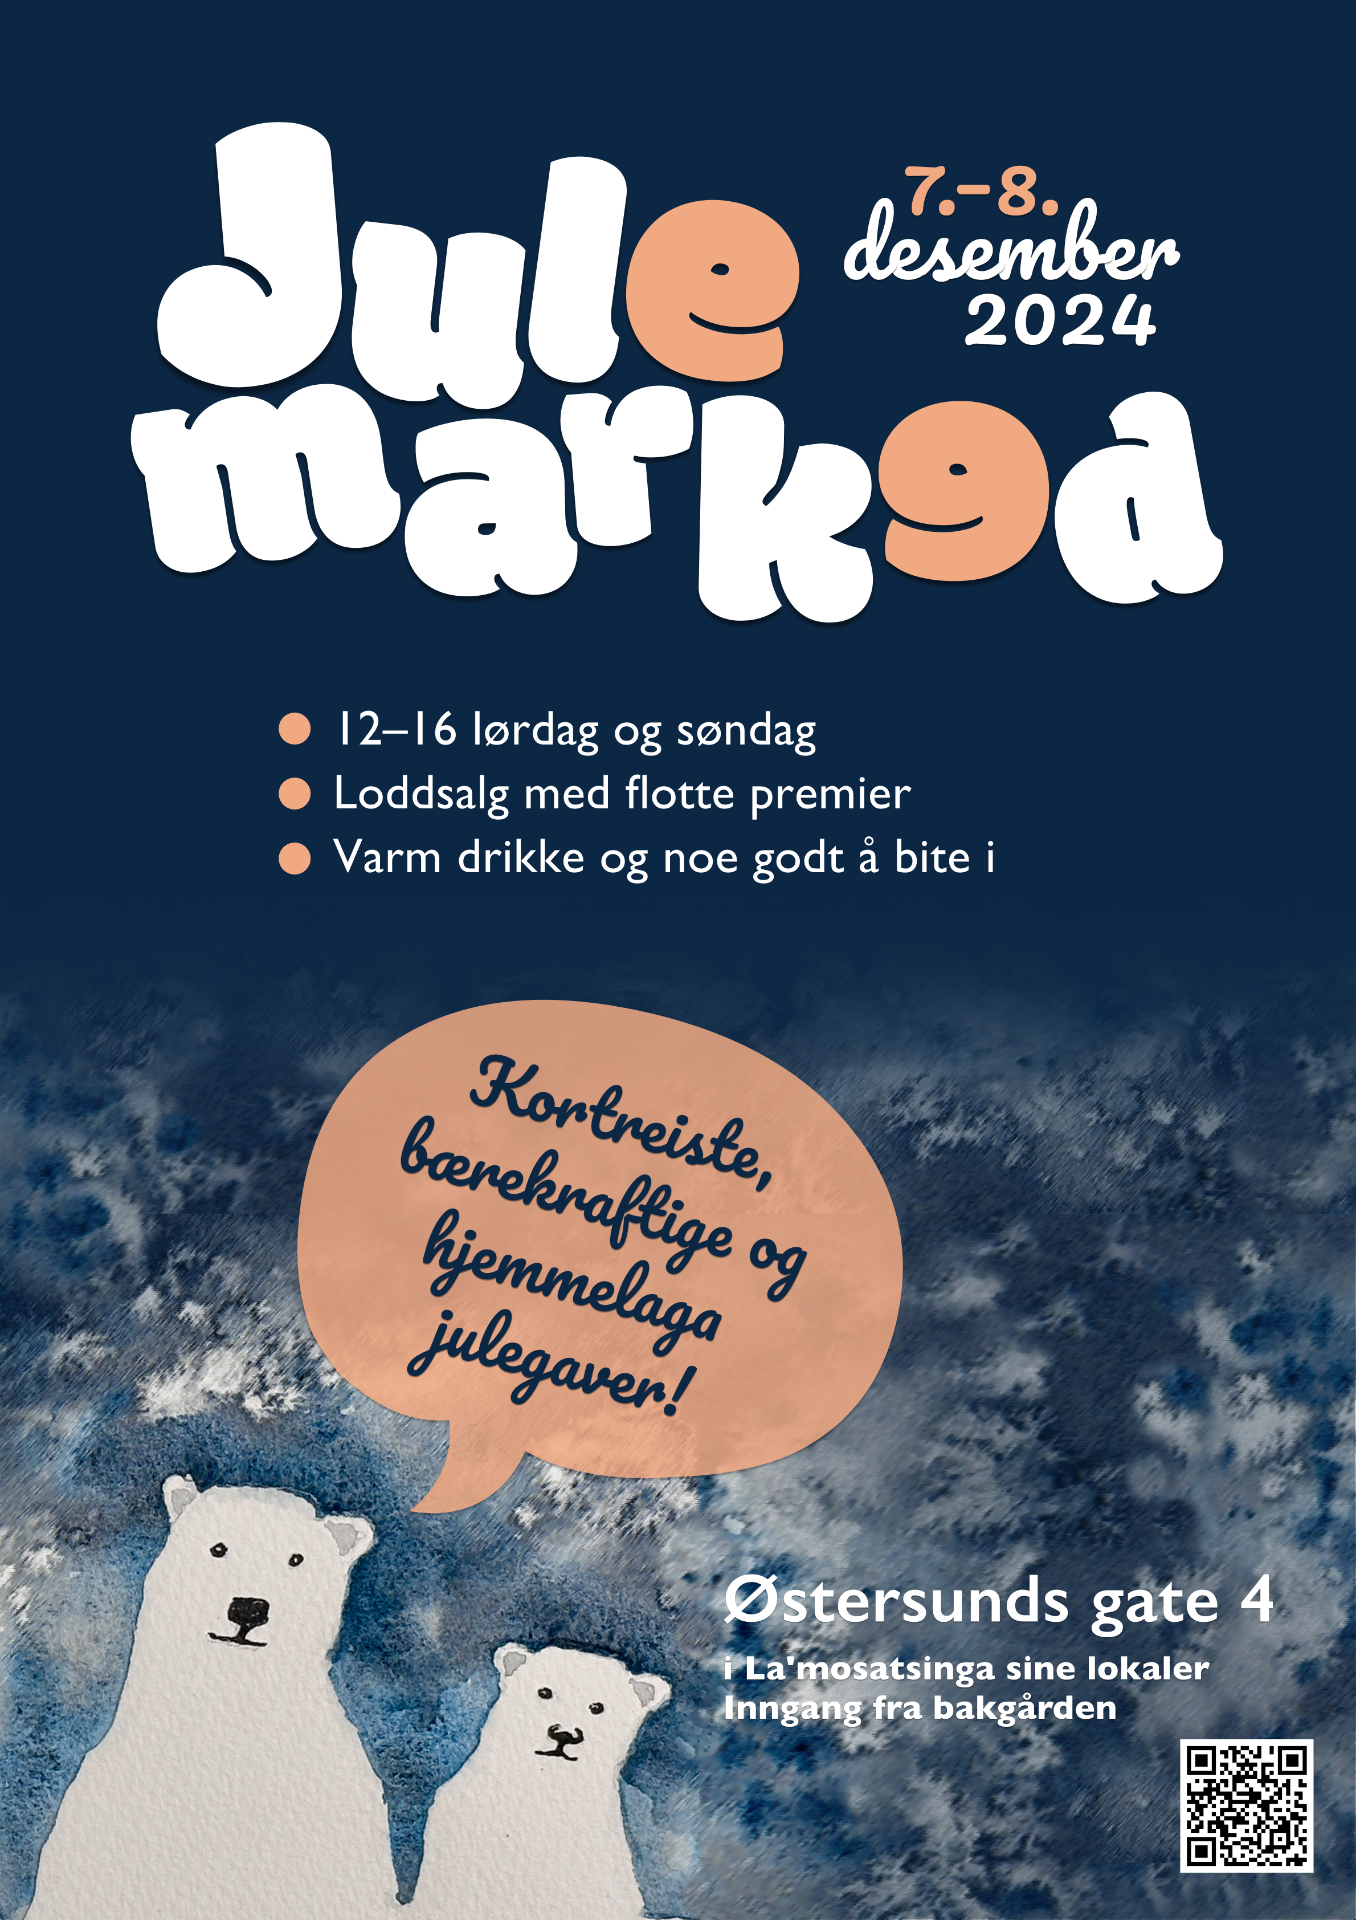 Jule
7.–8.
desember
2024
marked
12–16 lørdag og søndag
Loddsalg med flotte premier
Varm drikke og noe godt å bite i
Kortreiste,
bærekraftige og
hjemmelaga
julegaver!
Østersunds gate 4
i La'mosatsinga sine lokaler
Inngang fra bakgården